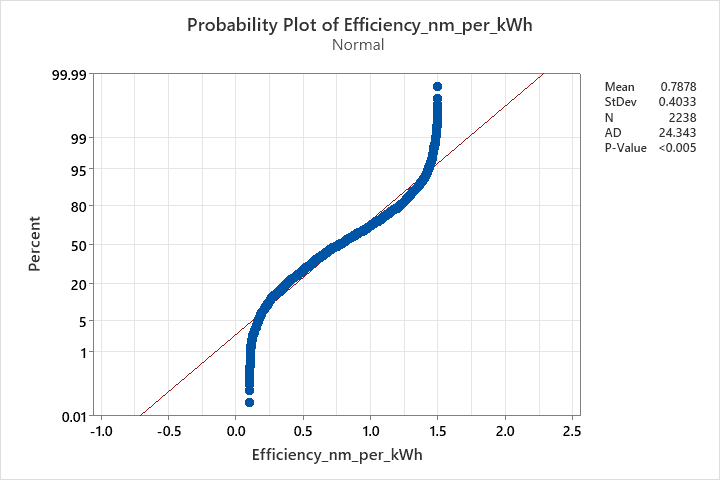 Probability Plot of Efficiency_nm_per_kWh
Normal
99.99
99
95
80
50
20
5
1
0.01
Percent
-1.0 -0.5 0.0 0.5 1.0 1.5 2.0 2.5
Efficiency_nm_per_kWh
Mean 0.7878
StDev 0.4033
N 2238
AD 24.343
P-Value <0.005